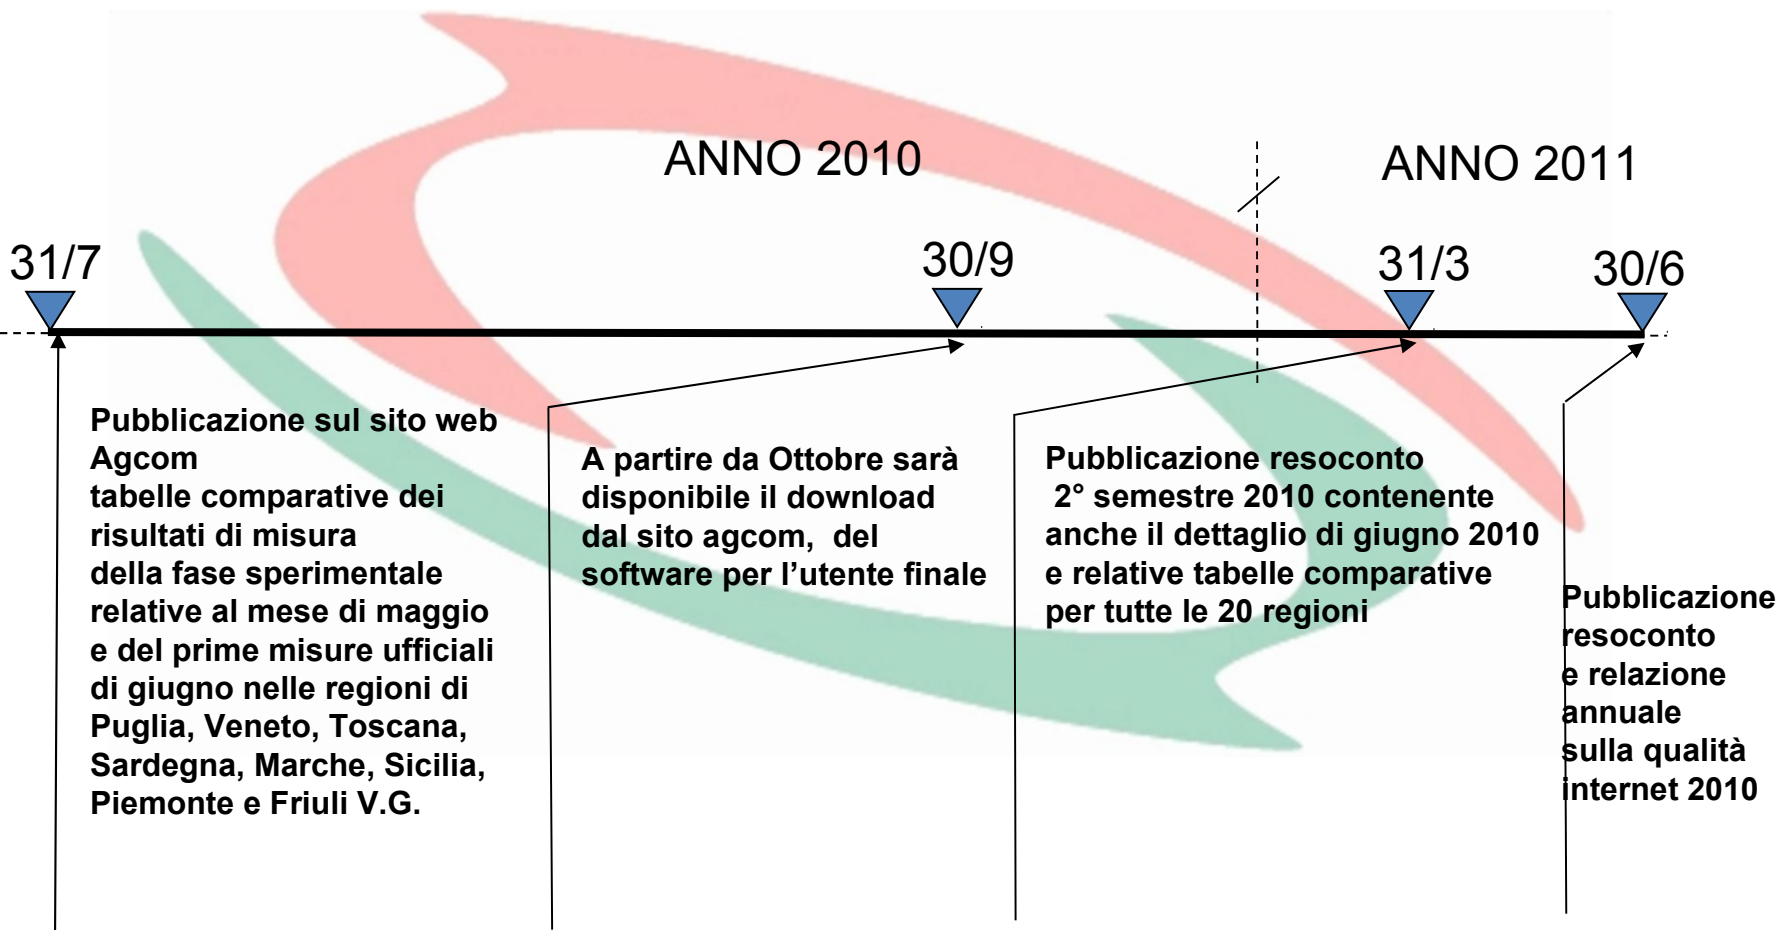 ANNO 2010
ANNO 2011
31/7
30/9
31/3
30/6
Pubblicazione sul sito web
Agcom
tabelle comparative dei
risultati di misura
della fase sperimentale
relative al mese di maggio
e del prime misure ufficiali
di giugno nelle regioni di
Puglia, Veneto, Toscana,
Sardegna, Marche, Sicilia,
Piemonte e Friuli V.G.
A partire da Ottobre sarà
disponibile il download
dal sito agcom, del
software per l’utente finale
Pubblicazione resoconto
2° semestre 2010 contenente
anche il dettaglio di giugno 2010
e relative tabelle comparative
per tutte le 20 regioni
Pubblicazione
resoconto
e relazione
annuale
sulla qualità
internet 2010